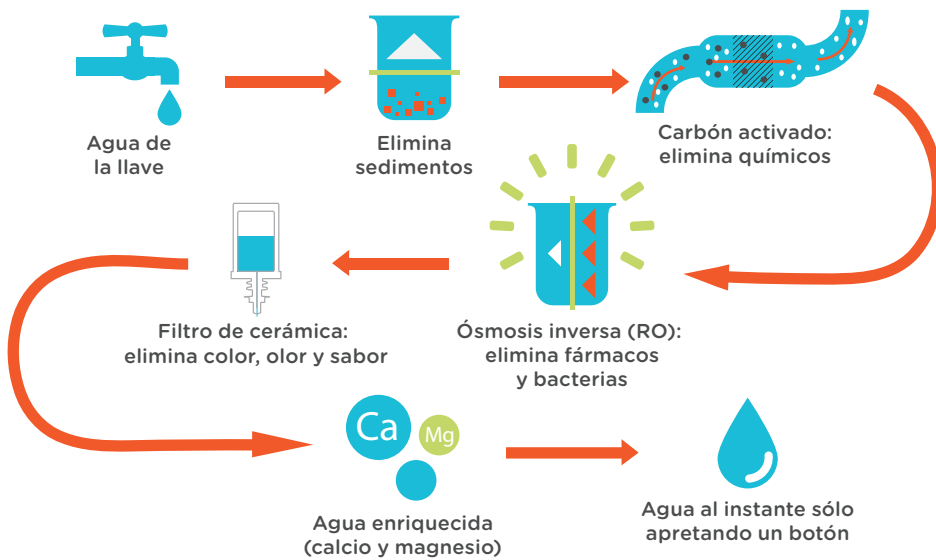 Agua de
la llave
Elimina
sedimentos
Carbón activado:
elimina químicos
Ósmosis inversa (RO):
elimina fármacos
y bacterias
Filtro de cerámica:
elimina color, olor y sabor
Ca
Mg
Agua enriquecida
(calcio y magnesio)
Agua al instante sólo
apretando un botón